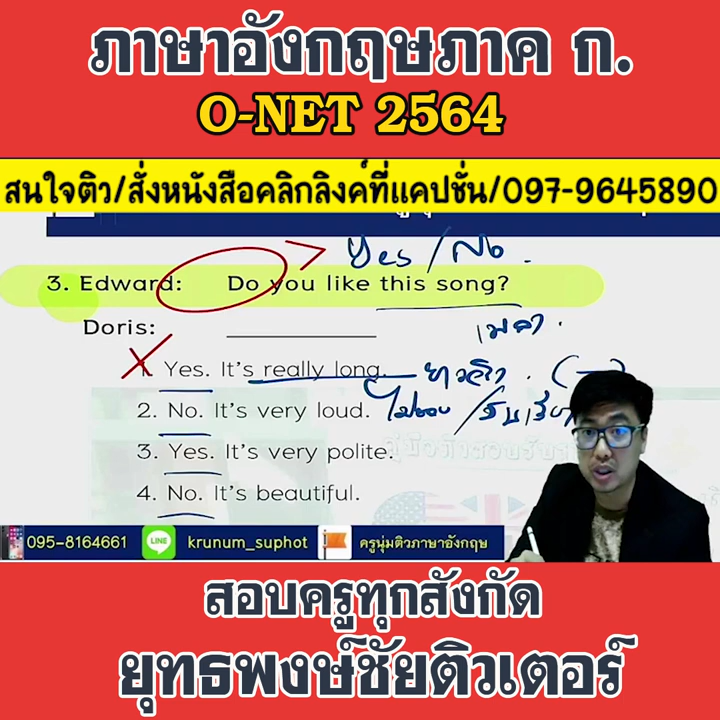 ภาษาอังกฤษภาค ก.
O-NET 2564
สนใจติว/สั่งหนังสือคลิกลิงค์ที่แคปชั่น/097-9645890
Yes / No.
3. Edward: Do you like this song?
เพลง.
Doris:
1. Yes. It's really long.
2. No. It's very loud. ไม่ชอบ /
3. Yes. It's very polite.
4. No. It's beautiful.
095-8164661 LINE krunum_suphot ครูนุ่มติวภาษาอังกฤษ
สอบครูทุกสังกัด
ยุทธพงษ์ชัยติวเตอร์